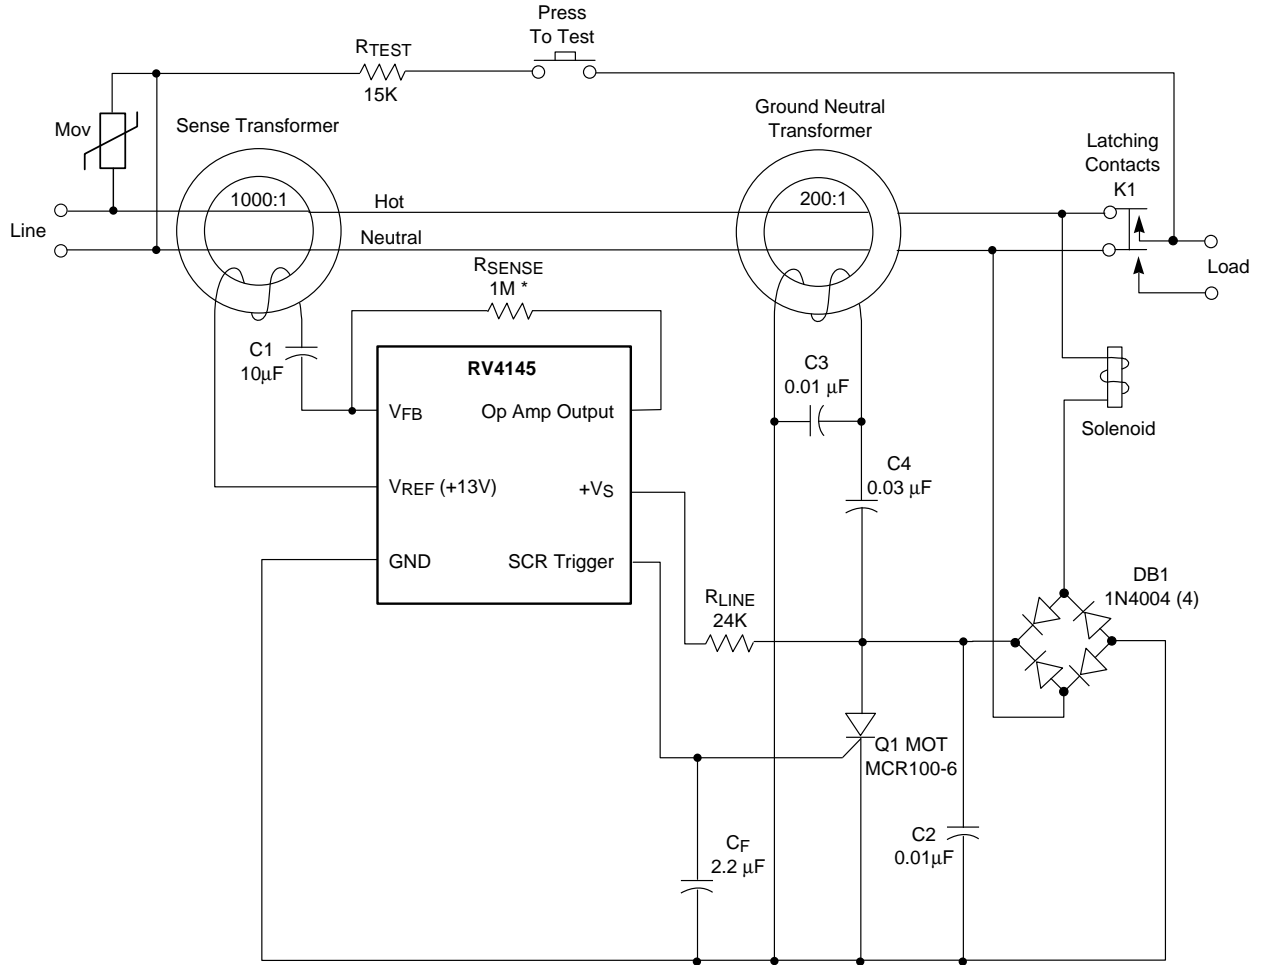 Press
To Test
RTEST
15K
Mov
Sense Transformer
Ground Neutral
Transformer
Latching
Contacts
K1
1000:1
200:1
Hot
Line
Neutral
Load
RSENSE
1M *
C1
10μF
RV4145
VFB
Op Amp Output
VREF (+13V)
+VS
GND
SCR Trigger
C3
0.01 μF
C4
0.03 μF
Solenoid
RLINE
24K
DB1
1N4004 (4)
Q1 MOT
MCR100-6
CF
2.2 μF
C2
0.01μF